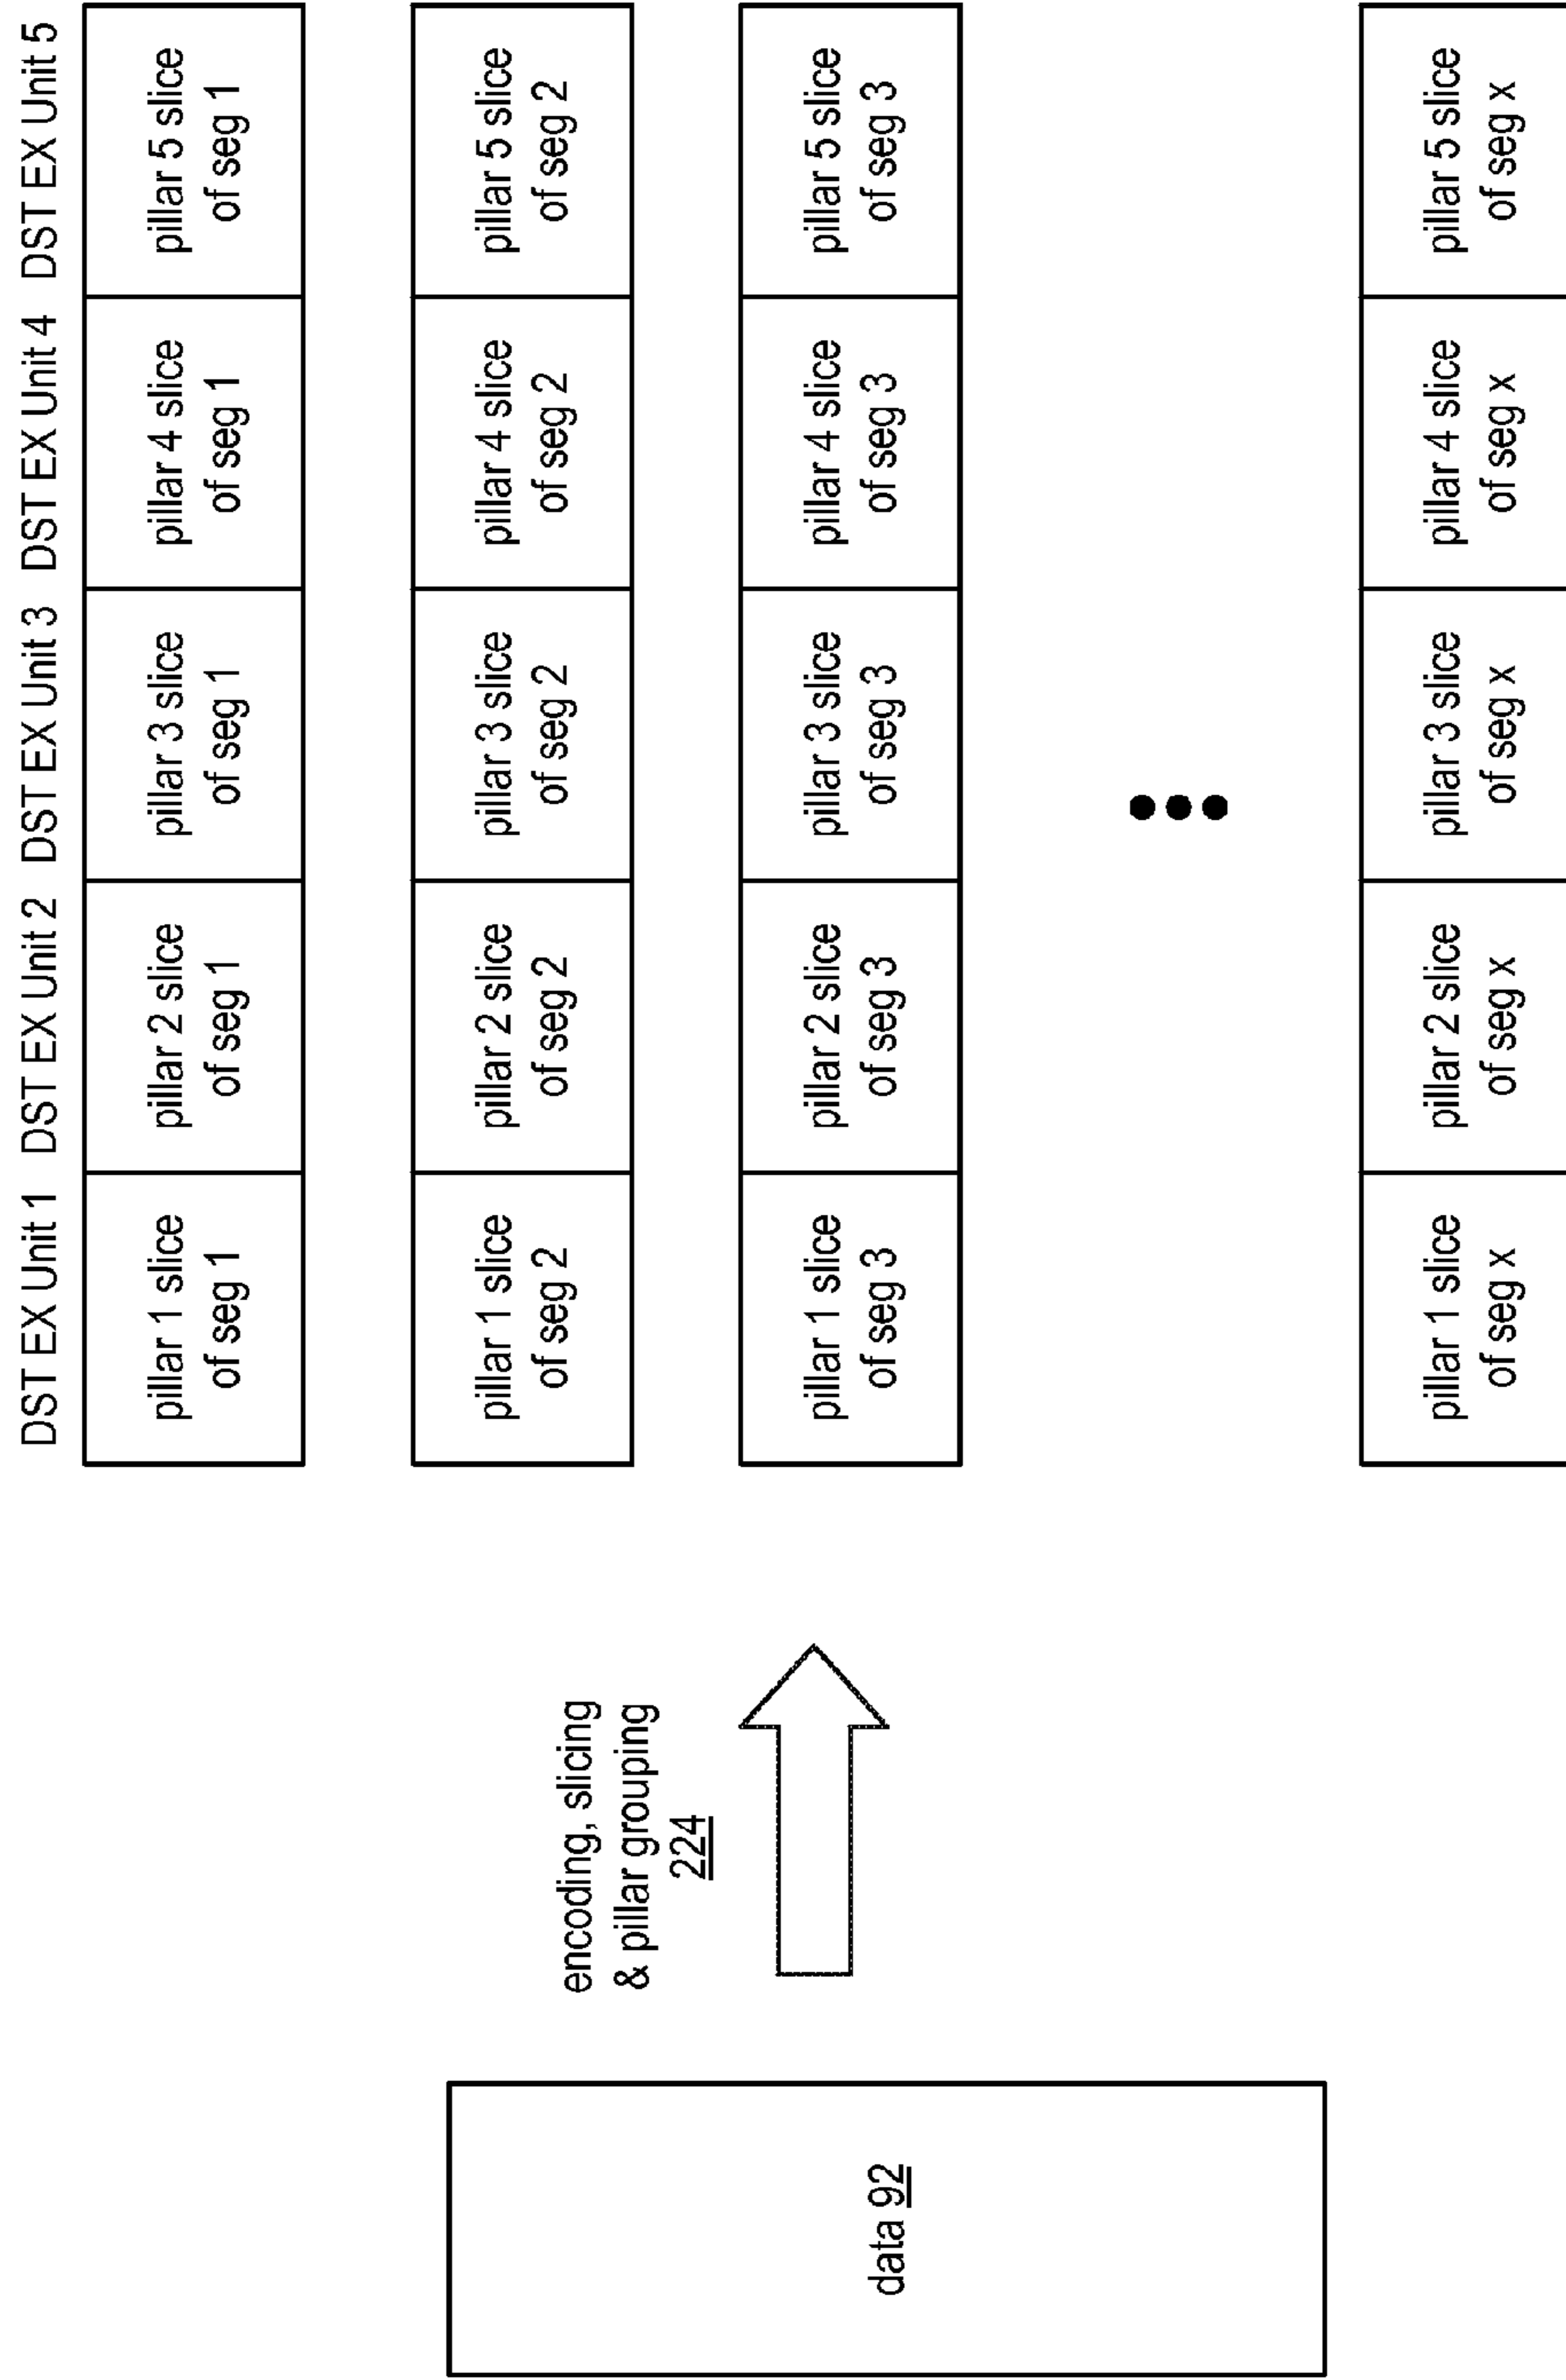 data 92
encoding, slicing
& pillar grouping
224
DST EX Unit 1 DST EX Unit 2 DST EX Unit 3 DST EX Unit 4 DST EX Unit 5
pillar 1 slice
of seg 1
pillar 2 slice
of seg 1
pillar 3 slice
of seg 1
pillar 4 slice
of seg 1
pillar 5 slice
of seg 1
pillar 1 slice
of seg 2
pillar 2 slice
of seg 2
pillar 3 slice
of seg 2
pillar 4 slice
of seg 2
pillar 5 slice
of seg 2
pillar 1 slice
of seg 3
pillar 2 slice
of seg 3
pillar 3 slice
of seg 3
pillar 4 slice
of seg 3
pillar 5 slice
of seg 3
pillar 1 slice
of seg x
pillar 2 slice
of seg x
pillar 3 slice
of seg x
pillar 4 slice
of seg x
pillar 5 slice
of seg x